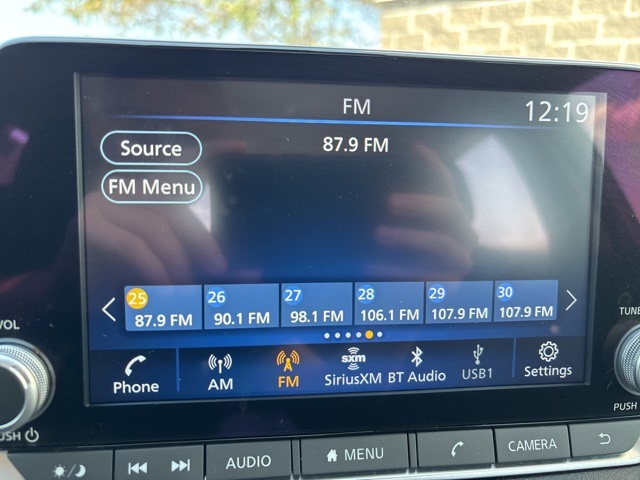 FM
12:19
Source
87.9 FM
FM Menu
25 26 27 28 29 30
87.9 FM 90.1 FM 98.1 FM 106.1 FM 107.9 FM 107.9 FM
VOL
TUNE
Phone AM FM sxm SiriusXM BT Audio USB1 Settings
PUSH
PUSH
AUDIO MENU CAMERA